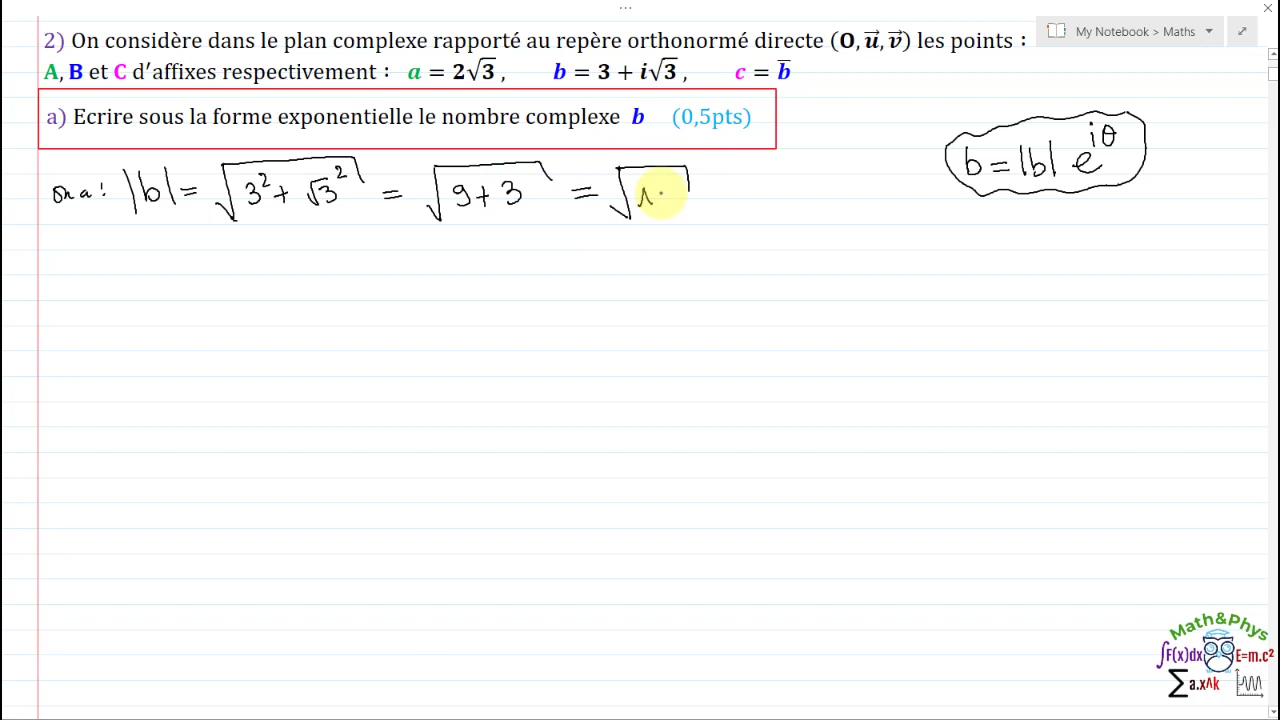 My Notebook > Maths
2) On considère dans le plan complexe rapporté au repère orthonormé directe (O, u⃗, v⃗) les points :
A, B et C d'affixes respectivement : a = 2√3 , b = 3 + i√3 , c = b̅
a) Ecrire sous la forme exponentielle le nombre complexe b (0,5pts)
b = |b| e^{iθ}
on a : |b| = √(3² + √3²) = √(9 + 3) = √1
Math&Phys
∫F(x)dx E=m.c²
∑ a.x^k